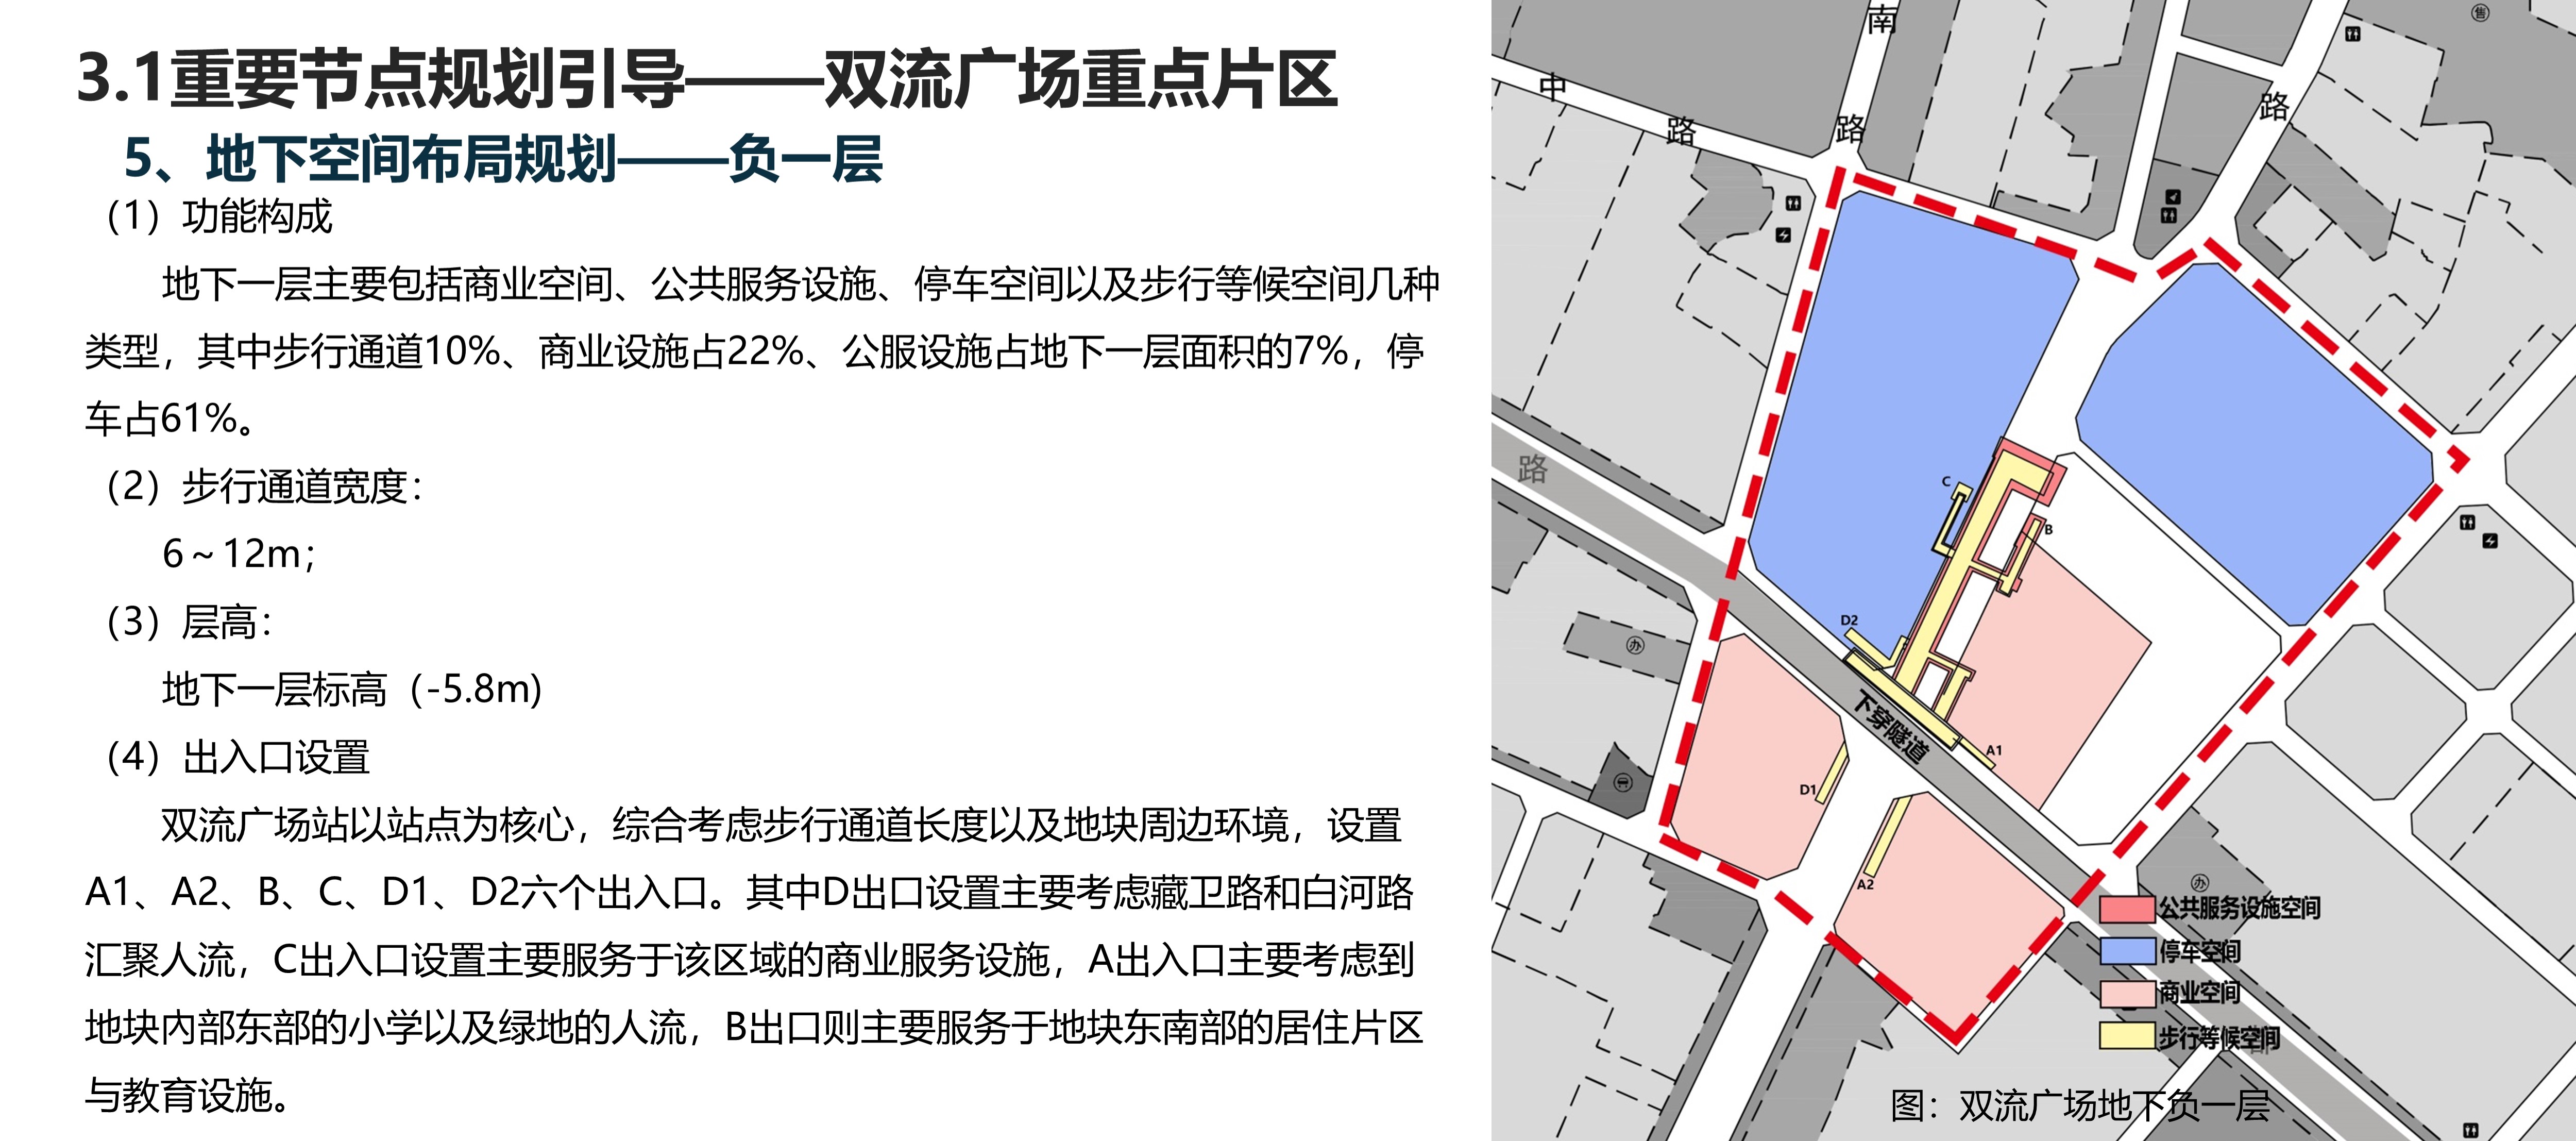 3.1重要节点规划引导——双流广场重点片区
5、地下空间布局规划——负一层
（1）功能构成
地下一层主要包括商业空间、公共服务设施、停车空间以及步行等候空间几种
类型，其中步行通道10%、商业设施占22%、公服设施占地下一层面积的7%，停
车占61%。
（2）步行通道宽度：
6～12m；
（3）层高：
地下一层标高（-5.8m)
（4）出入口设置
双流广场站以站点为核心，综合考虑步行通道长度以及地块周边环境，设置
A1、A2、B、C、D1、D2六个出入口。其中D出口设置主要考虑藏卫路和白河路
汇聚人流，C出入口设置主要服务于该区域的商业服务设施，A出入口主要考虑到
地块内部东部的小学以及绿地的人流，B出口则主要服务于地块东南部的居住片区
与教育设施。
南
售
中
路
路
路
路
C
B
D2
办
下穿隧道
A1
D1
A2
办
公共服务设施空间
停车空间
商业空间
步行等候空间
图：双流广场地下负一层